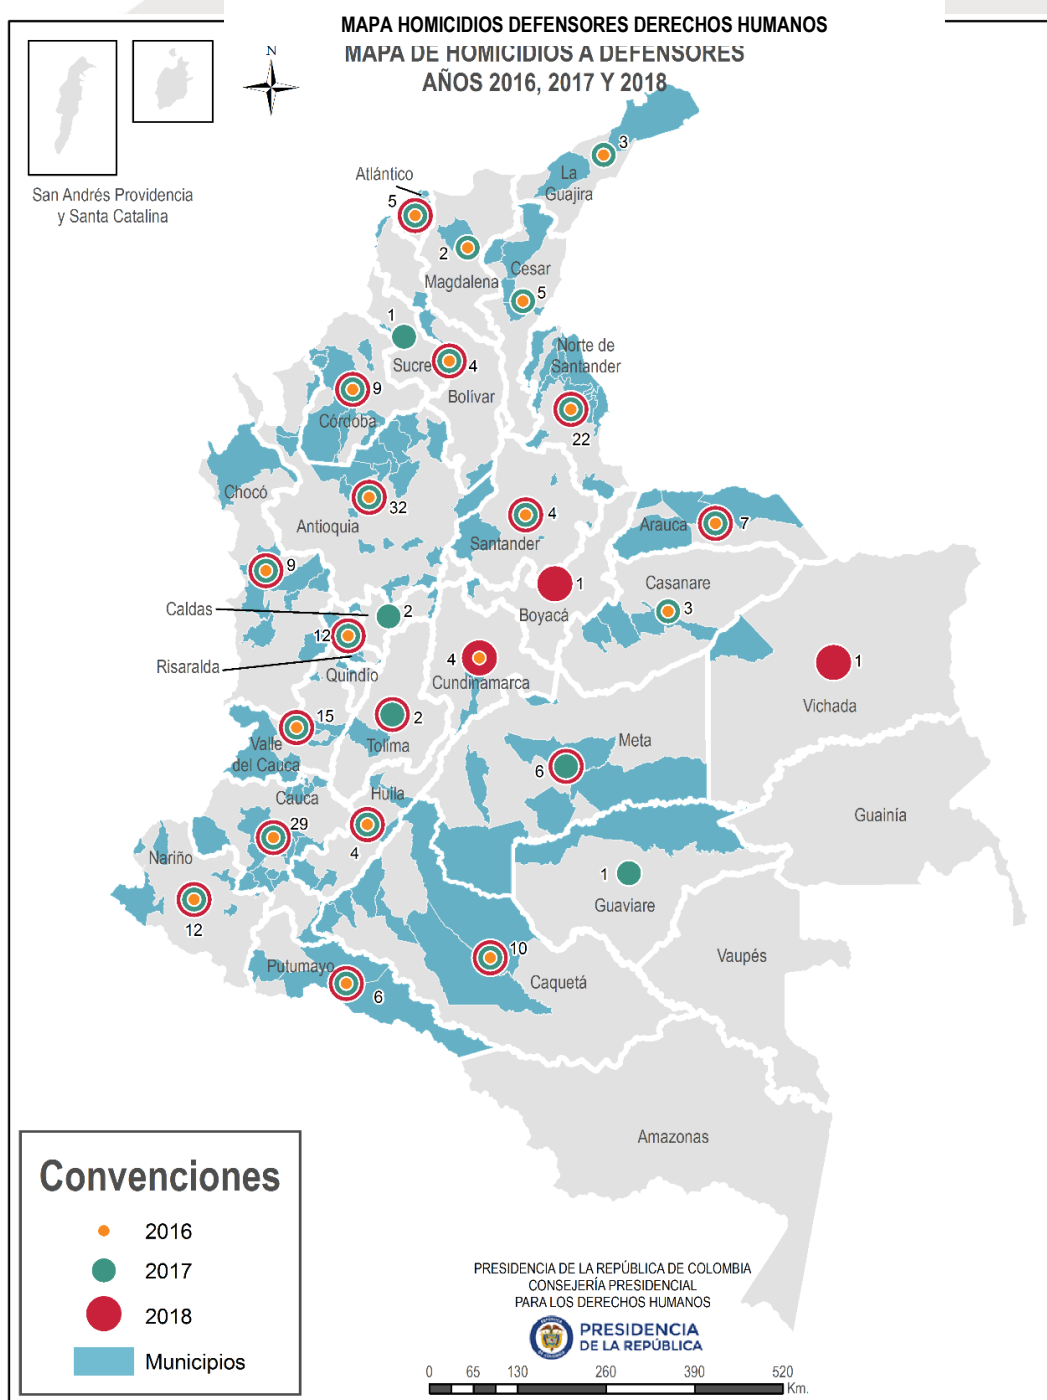 MAPA HOMICIDIOS DEFENSORES DERECHOS HUMANOS
MAPA DE HOMICIDIOS A DEFENSORES
AÑOS 2016, 2017 Y 2018
N
San Andrés Providencia
y Santa Catalina
3
La
Guajira
Atlántico
5
2
Magdalena
Cesar
5
1
Sucre
4
Bolívar
Norte de
Santander
22
9
Córdoba
Chocó
32
Antioquia
4
Santander
Arauca
7
9
1
Boyacá
Casanare
3
Caldas
2
12
Risaralda
Quindío
4
Cundinamarca
1
Vichada
15
Valle
del Cauca
2
Tolima
Meta
6
Cauca
29
Huila
4
Guainía
Nariño
12
1
Guaviare
Vaupés
10
Caquetá
Putumayo
6
Amazonas
Convenciones
2016
2017
2018
Municipios
PRESIDENCIA DE LA REPÚBLICA DE COLOMBIA
CONSEJERÍA PRESIDENCIAL
PARA LOS DERECHOS HUMANOS
PRESIDENCIA
DE LA REPÚBLICA
0 65 130 260 390 520
Km.